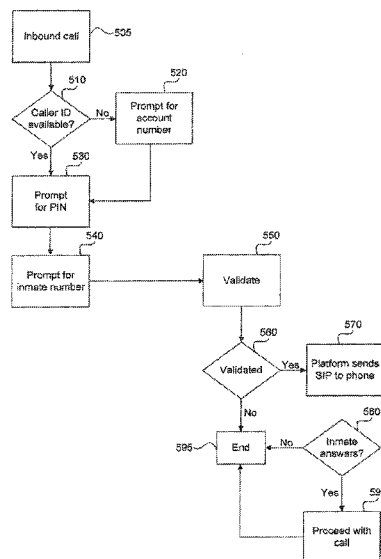 Inbound call
505
510
Caller ID
available?
No
520
Prompt for
account
number
Yes
530
Prompt
for PIN
540
Prompt for
inmate number
550
Validate
560
Validated
Yes
570
Platform sends
SIP to phone
No
580
595
End
No
Inmate
answers?
Yes
59
Proceed with
call